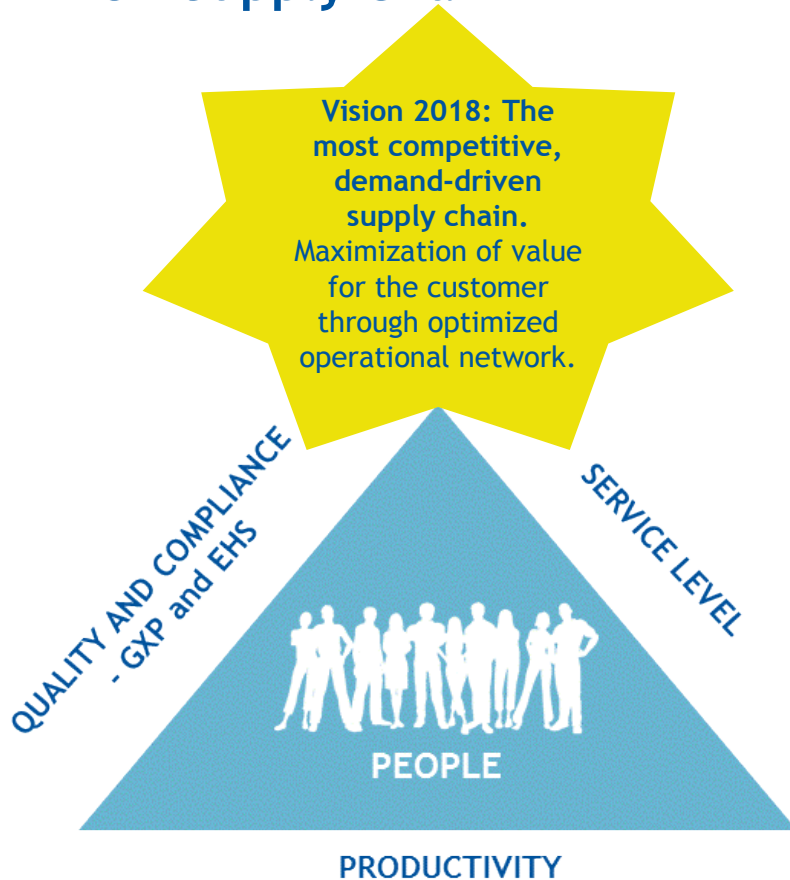 Supply
Vision 2018: The
most competitive,
demand-driven
supply chain.
Maximization of value
for the customer
through optimized
operational network.
QUALITY AND COMPLIANCE
- GXP and EHS
SERVICE LEVEL
PEOPLE
PRODUCTIVITY